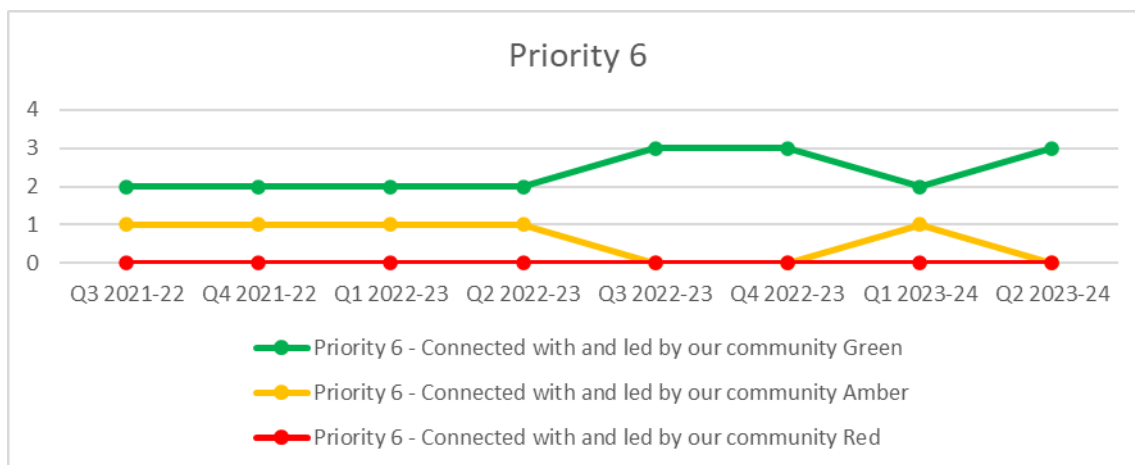 Priority 6
4
3
2
1
0
Q3 2021-22 Q4 2021-22 Q1 2022-23 Q2 2022-23 Q3 2022-23 Q4 2022-23 Q1 2023-24 Q2 2023-24
Priority 6 - Connected with and led by our community Green
Priority 6 - Connected with and led by our community Amber
Priority 6 - Connected with and led by our community Red